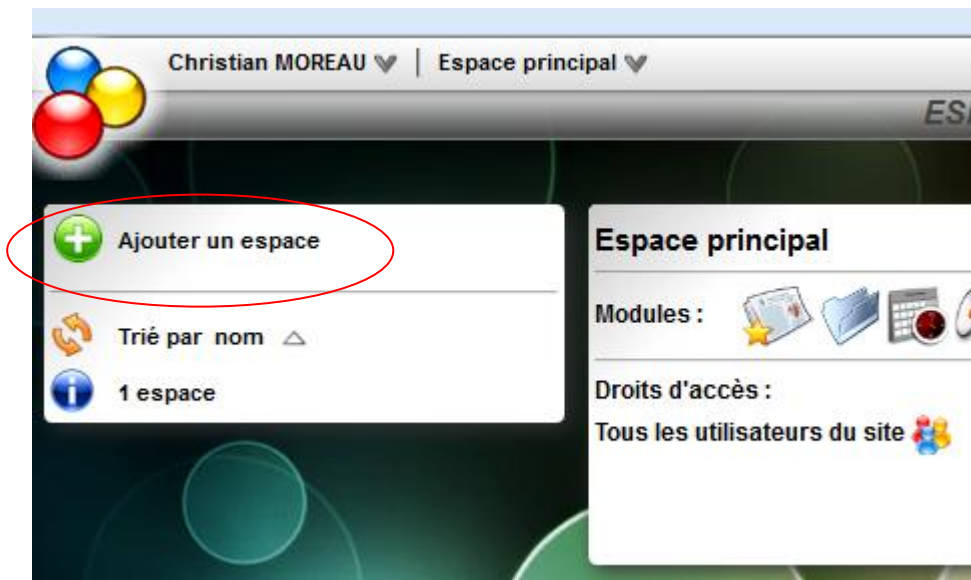 Christian MOREAU | Espace principal
Ajouter un espace
Trié par nom
1 espace
Espace principal
Modules :
Droits d'accès :
Tous les utilisateurs du site